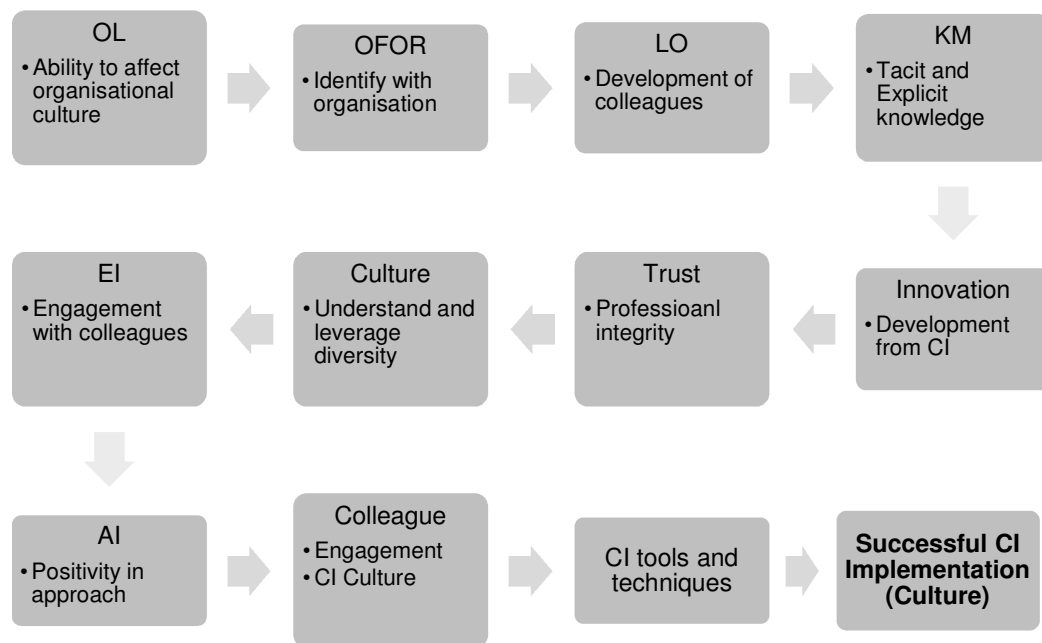 OL
• Ability to affect
organisational
culture
OFOR
• Identify with
organisation
LO
• Development of
colleagues
KM
• Tacit and
Explicit
knowledge
Innovation
• Development
from CI
Trust
• Professioanl
integrity
Culture
• Understand and
leverage
diversity
EI
• Engagement
with colleagues
AI
• Positivity in
approach
Colleague
• Engagement
• CI Culture
CI tools and
techniques
Successful CI
Implementation
(Culture)